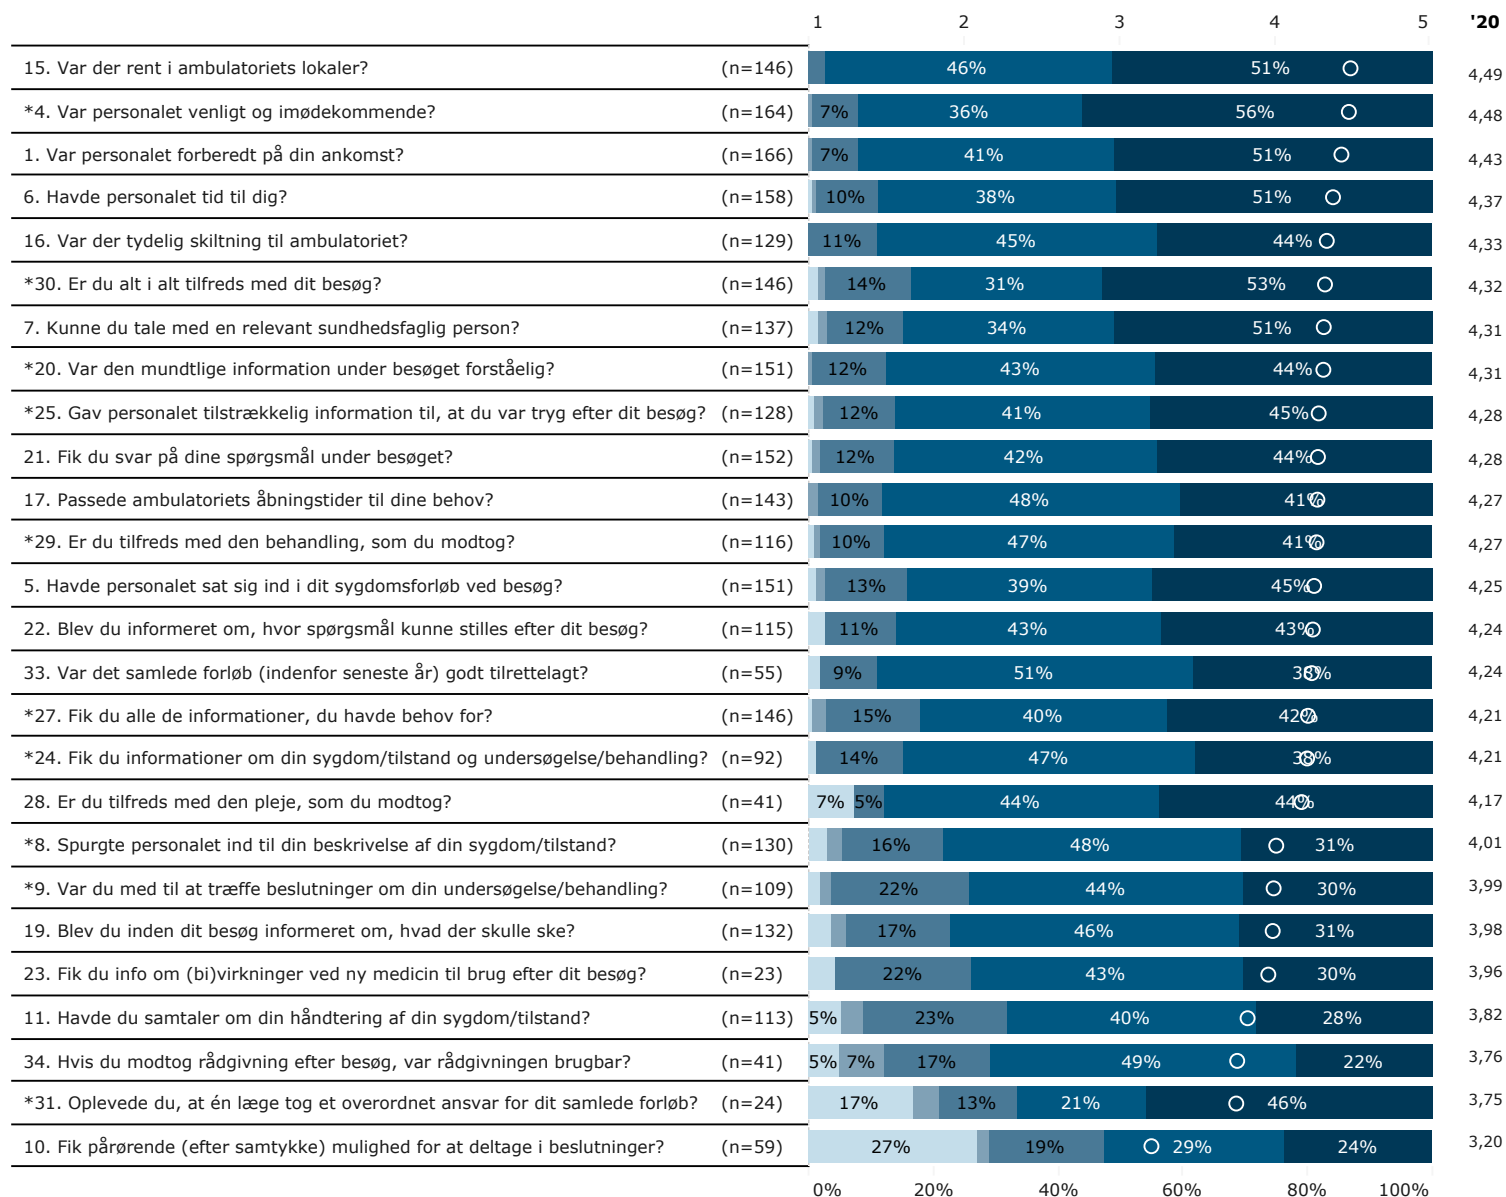 1 2 3 4 5 '20
15. Var der rent i ambulatoriets lokaler? (n=146) 46% 51% 4,49
*4. Var personalet venligt og imødekommende? (n=164) 7% 36% 56% 4,48
1. Var personalet forberedt på din ankomst? (n=166) 7% 41% 51% 4,43
6. Havde personalet tid til dig? (n=158) 10% 38% 51% 4,37
16. Var der tydelig skiltning til ambulatoriet? (n=129) 11% 45% 44% 4,33
*30. Er du alt i alt tilfreds med dit besøg? (n=146) 14% 31% 53% 4,32
7. Kunne du tale med en relevant sundhedsfaglig person? (n=137) 12% 34% 51% 4,31
*20. Var den mundtlige information under besøget forståelig? (n=151) 12% 43% 44% 4,31
*25. Gav personalet tilstrækkelig information til, at du var tryg efter dit besøg? (n=128) 12% 41% 45% 4,28
21. Fik du svar på dine spørgsmål under besøget? (n=152) 12% 42% 44% 4,28
17. Passede ambulatoriets åbningstider til dine behov? (n=143) 10% 48% 41% 4,27
*29. Er du tilfreds med den behandling, som du modtog? (n=116) 10% 47% 41% 4,27
5. Havde personalet sat sig ind i dit sygdomsforløb ved besøg? (n=151) 13% 39% 45% 4,25
22. Blev du informeret om, hvor spørgsmål kunne stilles efter dit besøg? (n=115) 11% 43% 43% 4,24
33. Var det samlede forløb (indenfor seneste år) godt tilrettelagt? (n=55) 9% 51% 38% 4,24
*27. Fik du alle de informationer, du havde behov for? (n=146) 15% 40% 42% 4,21
*24. Fik du informationer om din sygdom/tilstand og undersøgelse/behandling? (n=92) 14% 47% 38% 4,21
28. Er du tilfreds med den pleje, som du modtog? (n=41) 7% 5% 44% 44% 4,17
*8. Spurgte personalet ind til din beskrivelse af din sygdom/tilstand? (n=130) 16% 48% 31% 4,01
*9. Var du med til at træffe beslutninger om din undersøgelse/behandling? (n=109) 22% 44% 30% 3,99
19. Blev du inden dit besøg informeret om, hvad der skulle ske? (n=132) 17% 46% 31% 3,98
23. Fik du info om (bi)virkninger ved ny medicin til brug efter dit besøg? (n=23) 22% 43% 30% 3,96
11. Havde du samtaler om din håndtering af din sygdom/tilstand? (n=113) 5% 23% 40% 28% 3,82
34. Hvis du modtog rådgivning efter besøg, var rådgivningen brugbar? (n=41) 5% 7% 17% 49% 22% 3,76
*31. Oplevede du, at én læge tog et overordnet ansvar for dit samlede forløb? (n=24) 17% 13% 21% 46% 3,75
10. Fik pårørende (efter samtykke) mulighed for at deltage i beslutninger? (n=59) 27% 19% 29% 24% 3,20
0% 20% 40% 60% 80% 100%